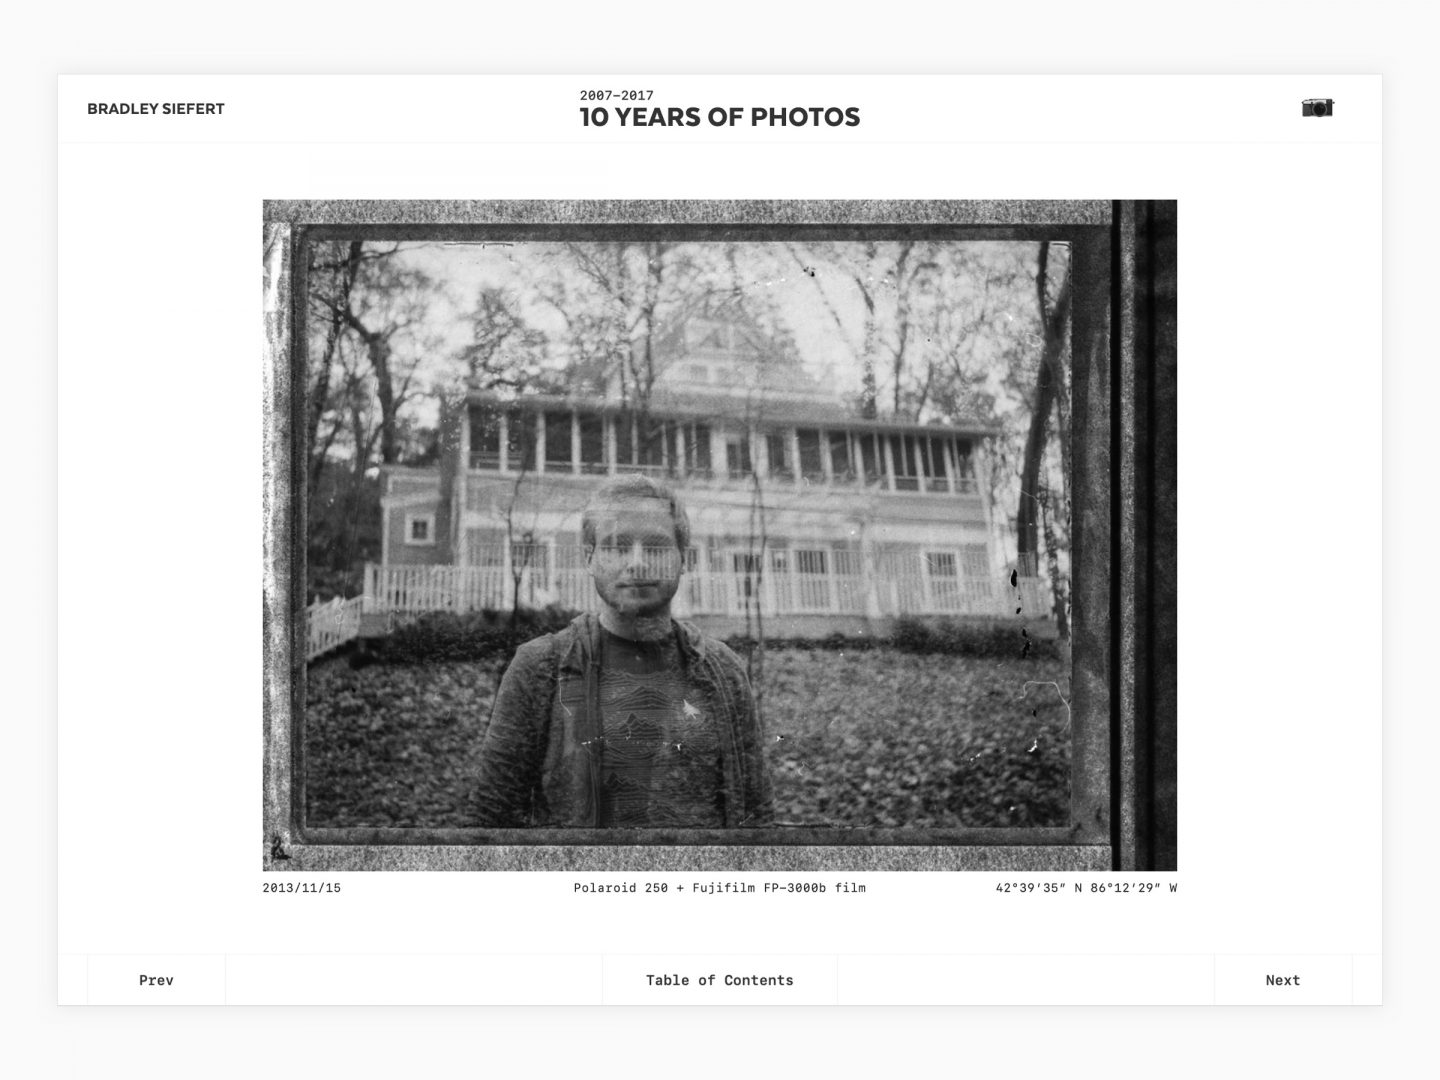 BRADLEY SIEFERT
2007–2017
10 YEARS OF PHOTOS
2013/11/15
Polaroid 250 + Fujifilm FP–3000b film
42°39′35″ N 86°12′29″ W
Prev
Table of Contents
Next